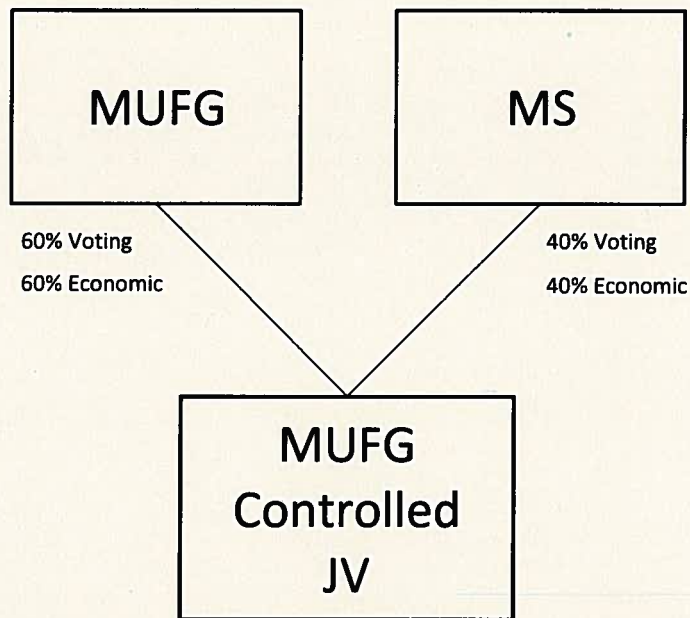 MUFG
MS
60% Voting
60% Economic
40% Voting
40% Economic
MUFG
Controlled
JV